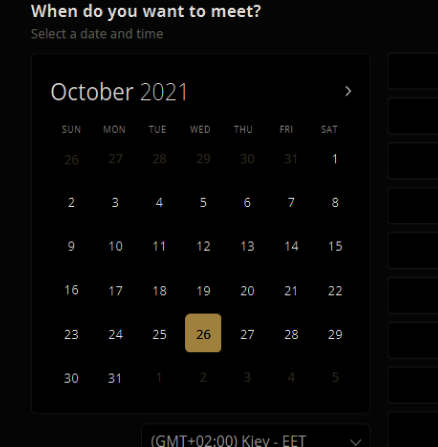 When do you want to meet?
Select a date and time
October 2021 >
SUN MON TUE WED THU FRI SAT
26 27 28 29 30 31 1
2 3 4 5 6 7 8
9 10 11 12 13 14 15
16 17 18 19 20 21 22
23 24 25 26 27 28 29
30 31 1 2 3 4 5
(GMT+02:00) Kiev - EET